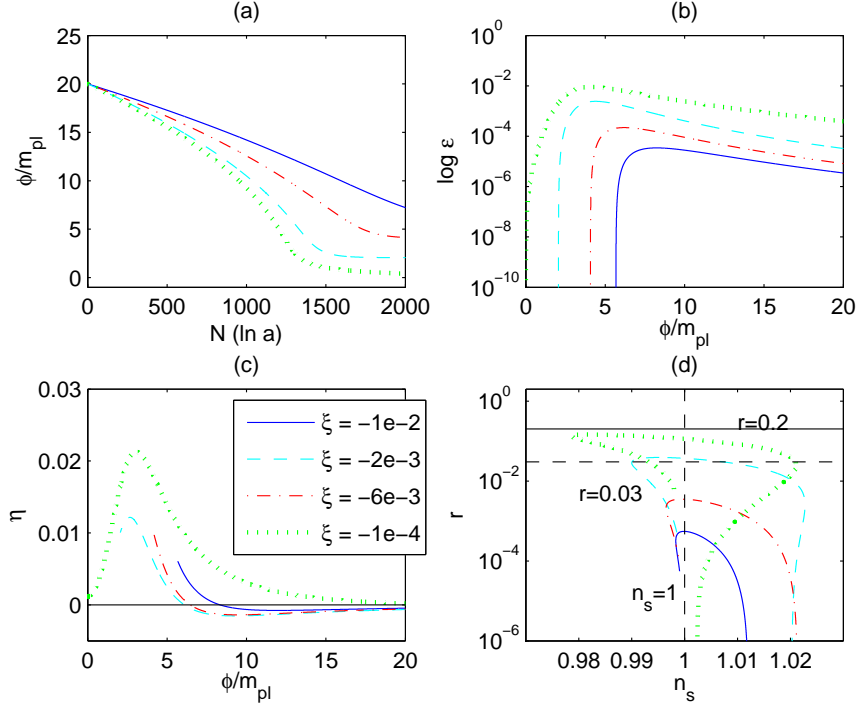 (a)
25
20
15
10
5
0
ϕ/m_pl
0 500 1000 1500 2000
N (ln a)
(b)
10^0
10^−2
10^−4
10^−6
10^−8
10^−10
log ε
0 5 10 15 20
ϕ/m_pl
(c)
0.03
0.02
0.01
0
η
0 5 10 15 20
ϕ/m_pl
ξ = −1e−2
ξ = −2e−3
ξ = −6e−3
ξ = −1e−4
(d)
10^0
10^−2
10^−4
10^−6
r
r=0.2
r=0.03
n_s=1
0.98 0.99 1 1.01 1.02
n_s